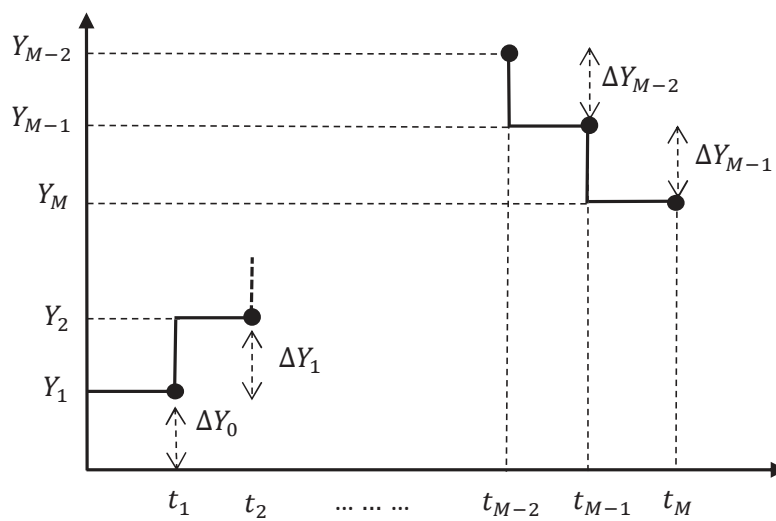 Y_{M-2}
ΔY_{M-2}
Y_{M-1}
ΔY_{M-1}
Y_M
Y_2
ΔY_1
Y_1
ΔY_0
t_1 t_2 … … … t_{M-2} t_{M-1} t_M